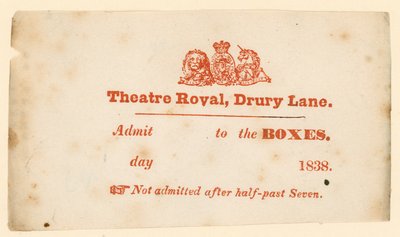 Theatre Royal, Drury Lane.
Admit to the BOXES.
day 1838.
☞ Not admitted after half-past Seven.